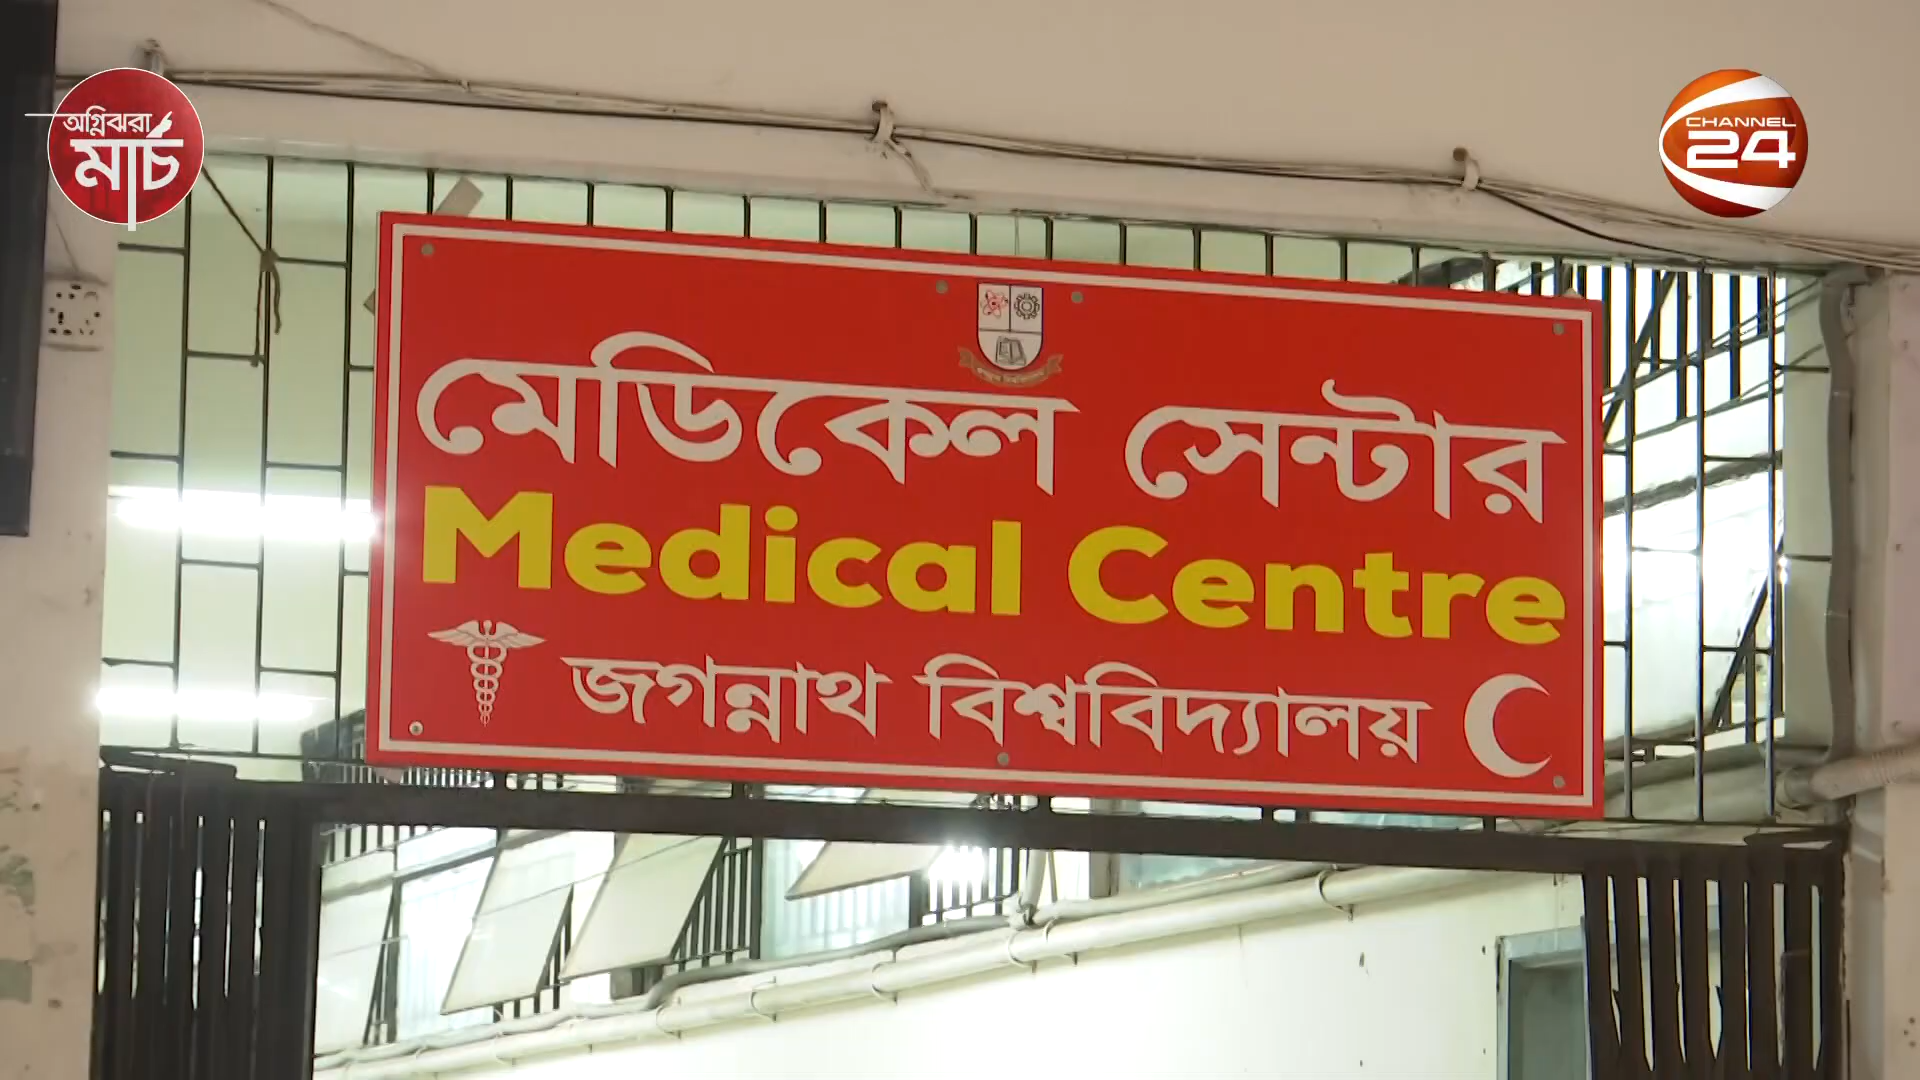 অগ্নিঝরা
মার্চ
CHANNEL
24
মেডিকেল সেন্টার
Medical Centre
জগন্নাথ বিশ্ববিদ্যালয়